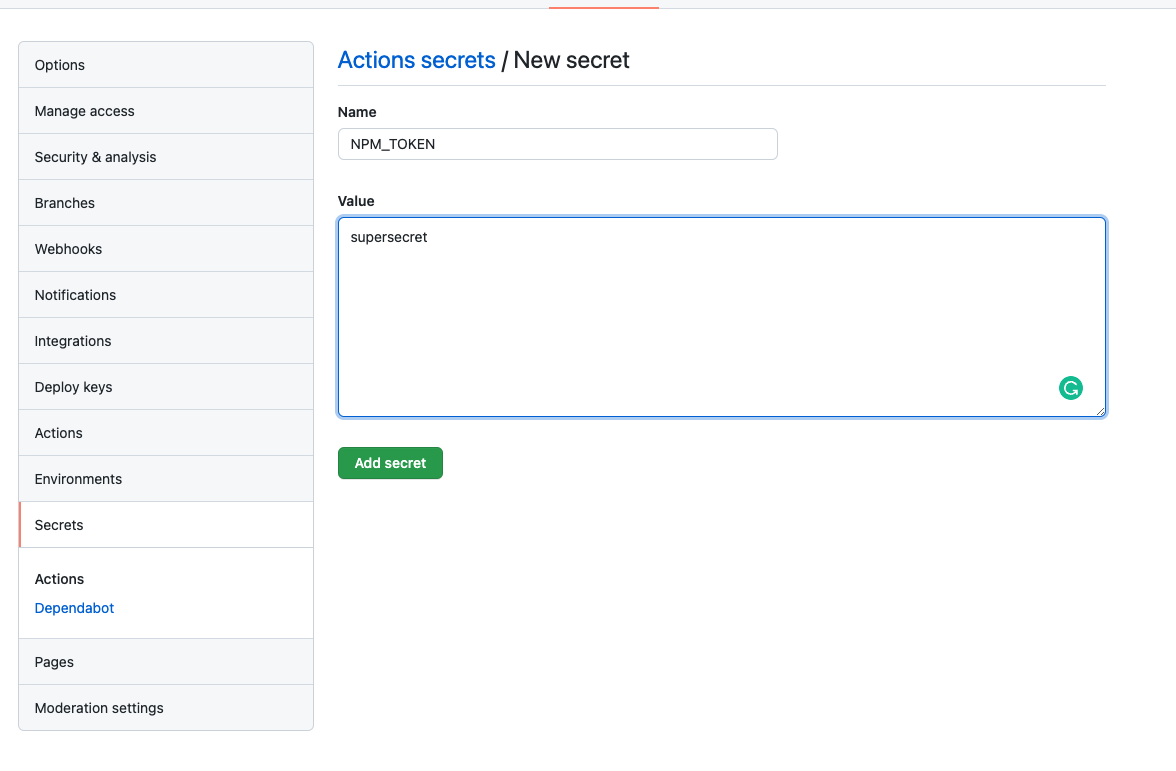 Options
Manage access
Security & analysis
Branches
Webhooks
Notifications
Integrations
Deploy keys
Actions
Environments
Secrets
Actions
Dependabot
Pages
Moderation settings
Actions secrets / New secret
Name
NPM_TOKEN
Value
supersecret
Add secret